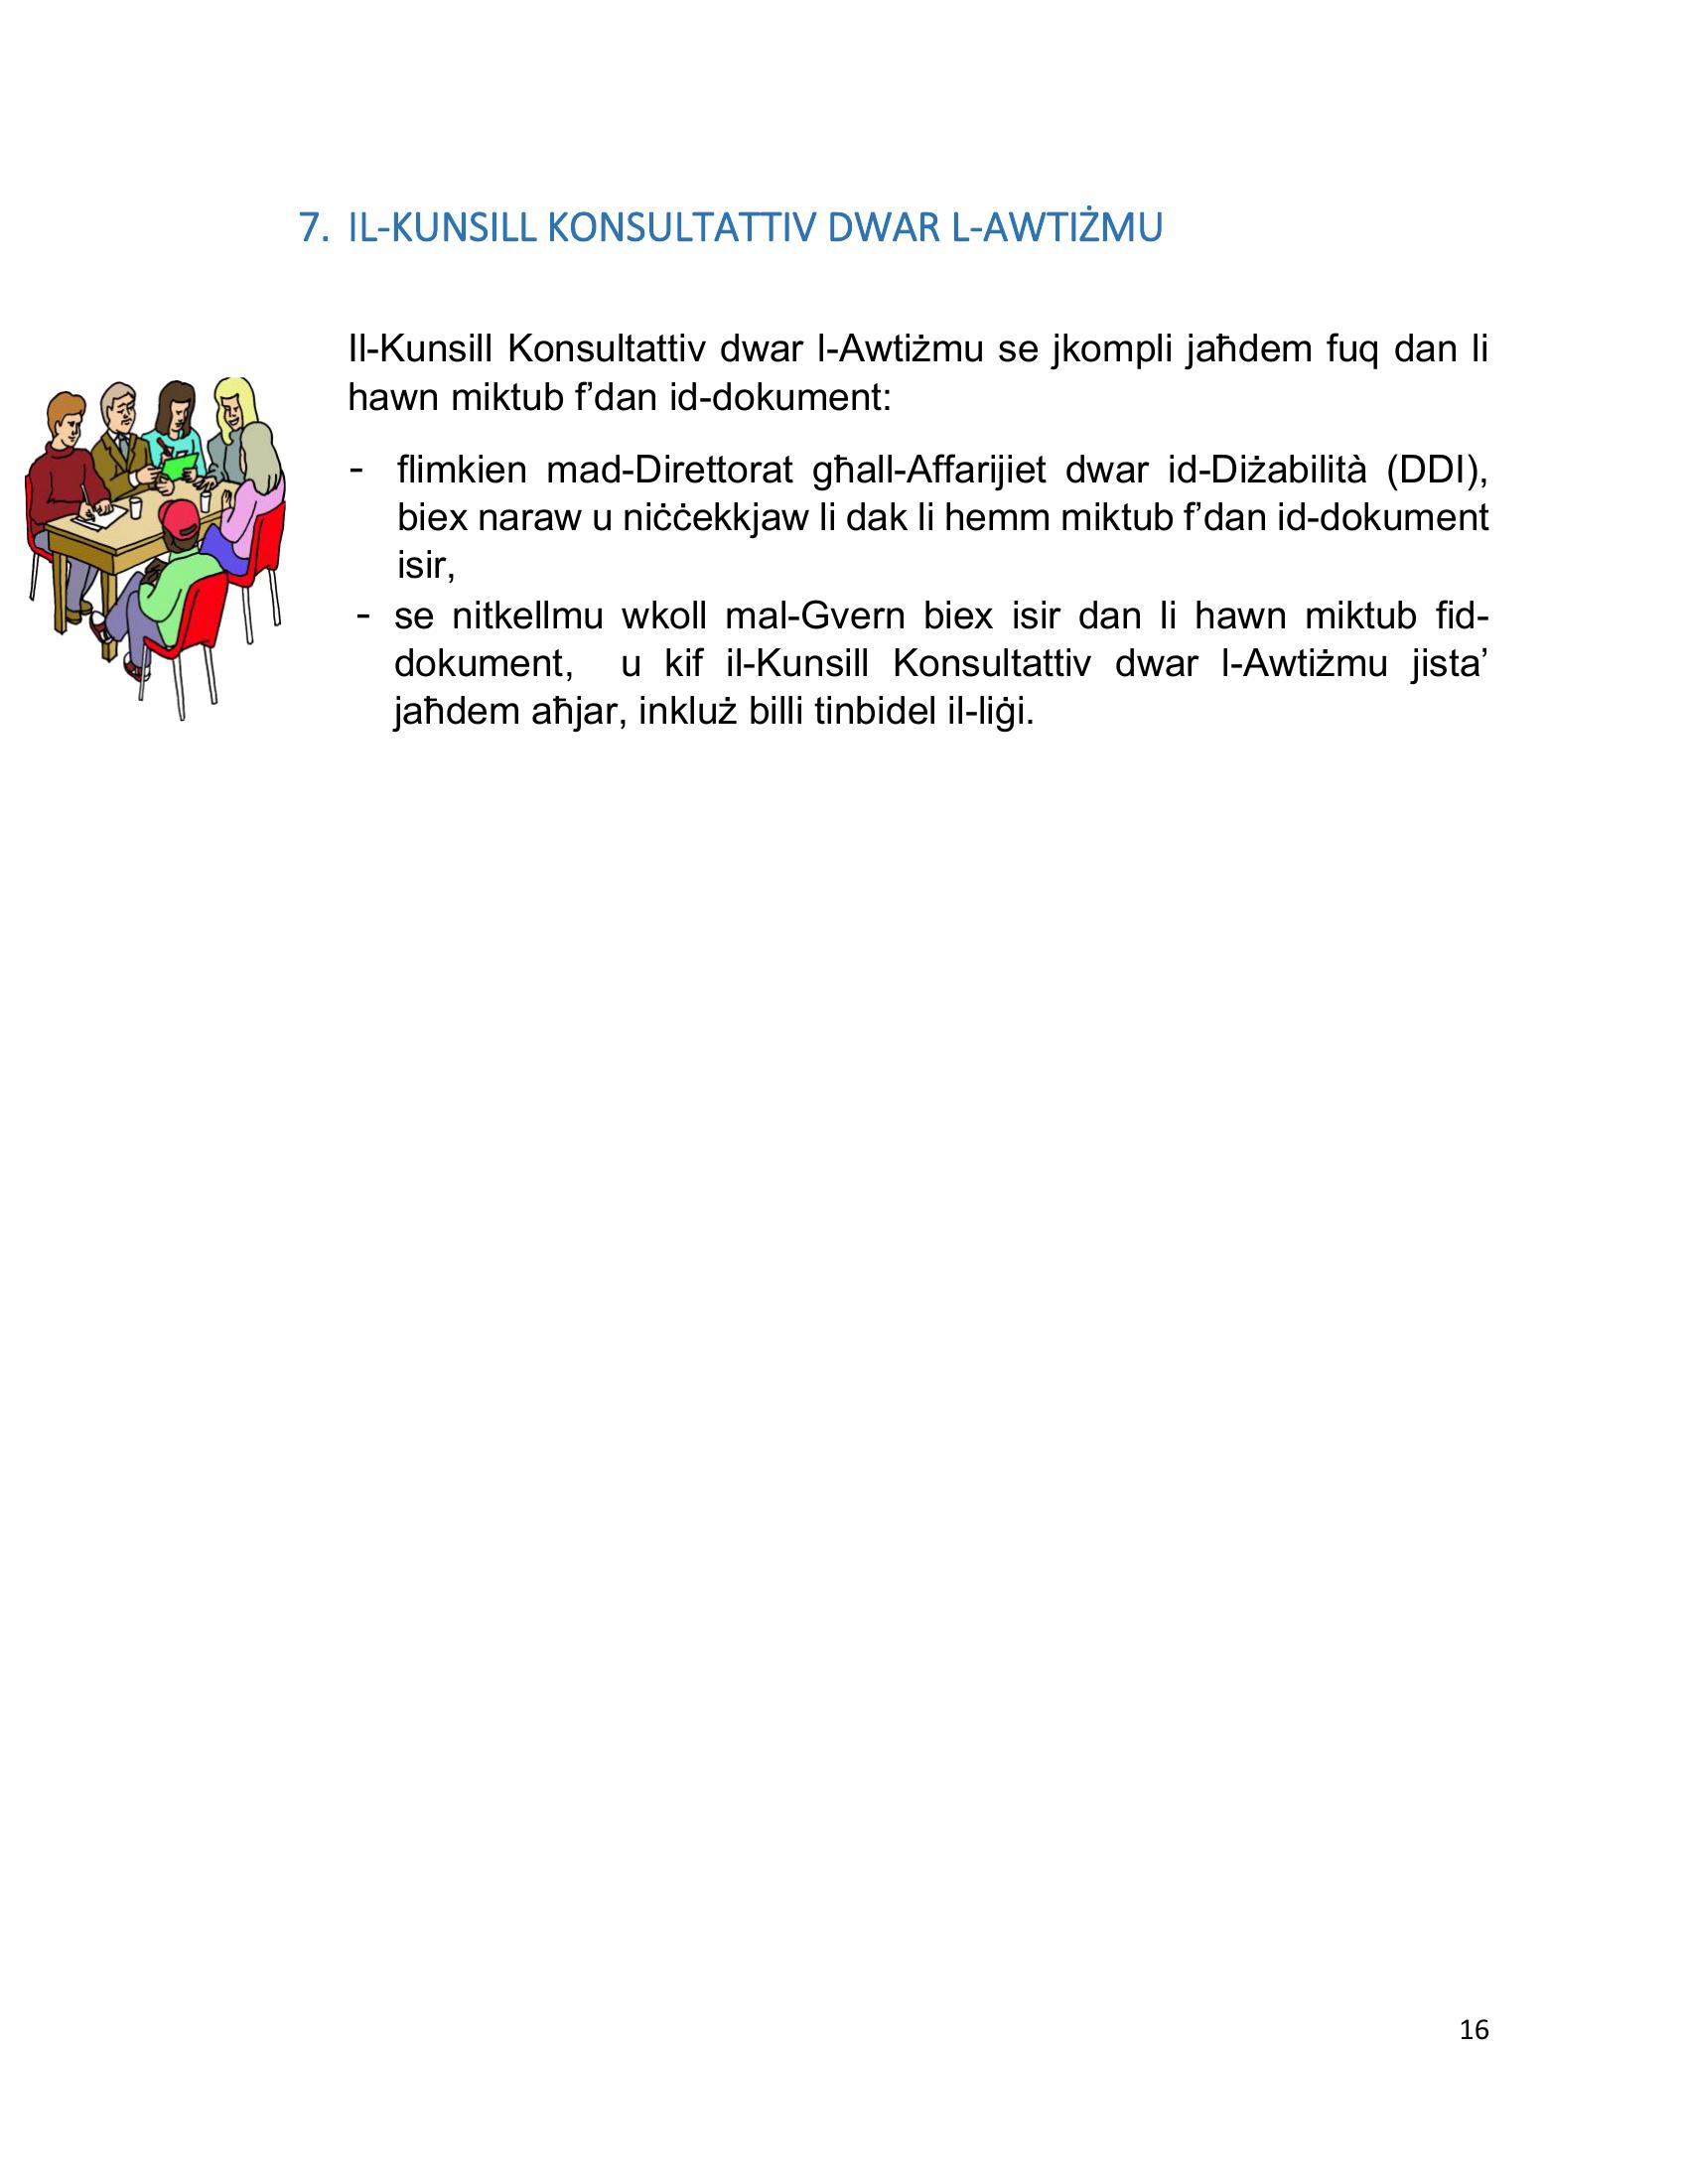 7. IL-KUNSILL KONSULTATTIV DWAR L-AWTIŻMU
Il-Kunsill Konsultattiv dwar l-Awtiżmu se jkompli jaħdem fuq dan li
hawn miktub f’dan id-dokument:
- flimkien mad-Direttorat għall-Affarijiet dwar id-Diżabilità (DDI),
biex naraw u niċċekkjaw li dak li hemm miktub f’dan id-dokument
isir,
- se nitkellmu wkoll mal-Gvern biex isir dan li hawn miktub fid-
dokument, u kif il-Kunsill Konsultattiv dwar l-Awtiżmu jista’
jaħdem aħjar, inkluż billi tinbidel il-liġi.
16